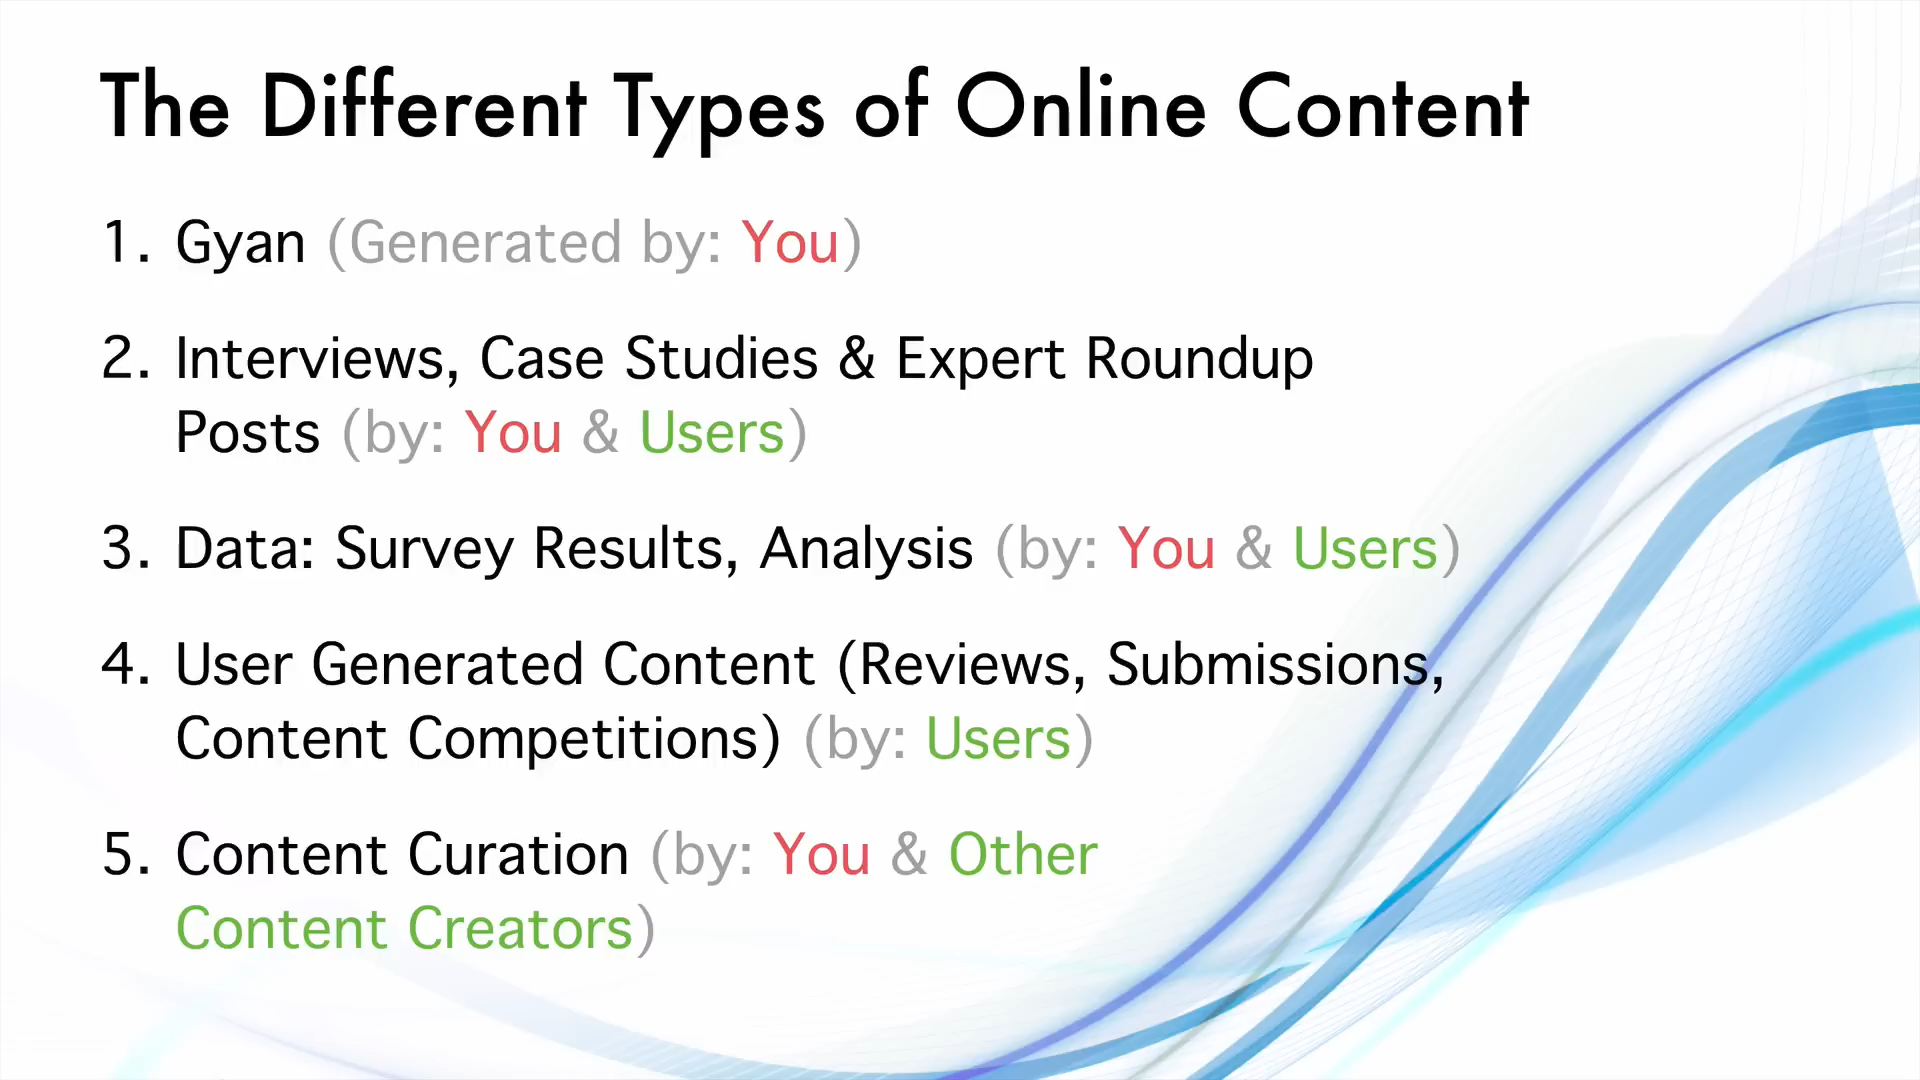 The Different Types of Online Content
1. Gyan (Generated by: You)
2. Interviews, Case Studies & Expert Roundup
Posts (by: You & Users)
3. Data: Survey Results, Analysis (by: You & Users)
4. User Generated Content (Reviews, Submissions,
Content Competitions) (by: Users)
5. Content Curation (by: You & Other
Content Creators)